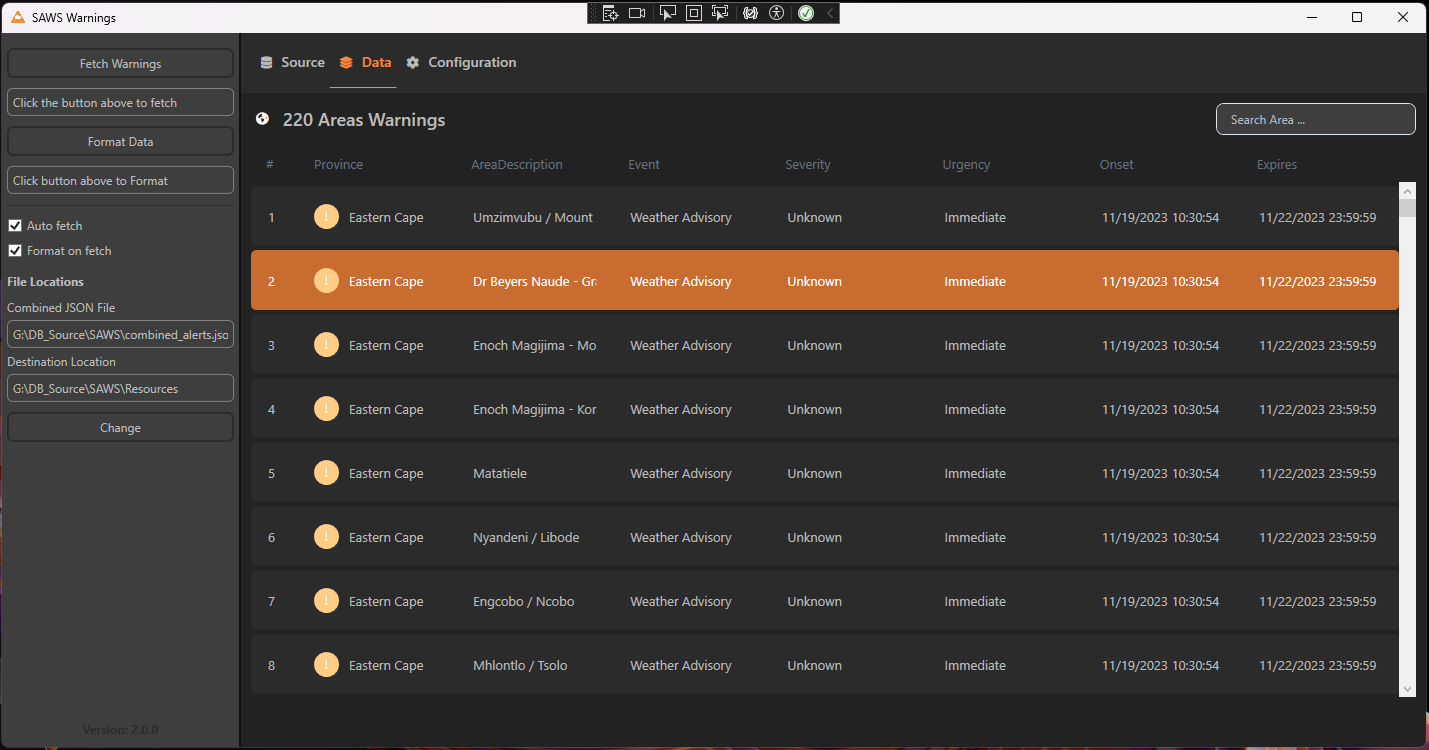 SAWS Warnings
Fetch Warnings
Click the button above to fetch
Format Data
Click button above to Format
Auto fetch
Format on fetch
File Locations
Combined JSON File
G:\DB_Source\SAWS\combined_alerts.jso
Destination Location
G:\DB_Source\SAWS\Resources
Change
Version: 2.0.0
Source Data Configuration
220 Areas Warnings
Search Area ...
# Province AreaDescription Event Severity Urgency Onset Expires
1 ! Eastern Cape Umzimvubu / Mount Weather Advisory Unknown Immediate 11/19/2023 10:30:54 11/22/2023 23:59:59
2 ! Eastern Cape Dr Beyers Naude - Gra Weather Advisory Unknown Immediate 11/19/2023 10:30:54 11/22/2023 23:59:59
3 ! Eastern Cape Enoch Magijima - Mo Weather Advisory Unknown Immediate 11/19/2023 10:30:54 11/22/2023 23:59:59
4 ! Eastern Cape Enoch Magijima - Kor Weather Advisory Unknown Immediate 11/19/2023 10:30:54 11/22/2023 23:59:59
5 ! Eastern Cape Matatiele Weather Advisory Unknown Immediate 11/19/2023 10:30:54 11/22/2023 23:59:59
6 ! Eastern Cape Nyandeni / Libode Weather Advisory Unknown Immediate 11/19/2023 10:30:54 11/22/2023 23:59:59
7 ! Eastern Cape Engcobo / Ncobo Weather Advisory Unknown Immediate 11/19/2023 10:30:54 11/22/2023 23:59:59
8 ! Eastern Cape Mhlontlo / Tsolo Weather Advisory Unknown Immediate 11/19/2023 10:30:54 11/22/2023 23:59:59